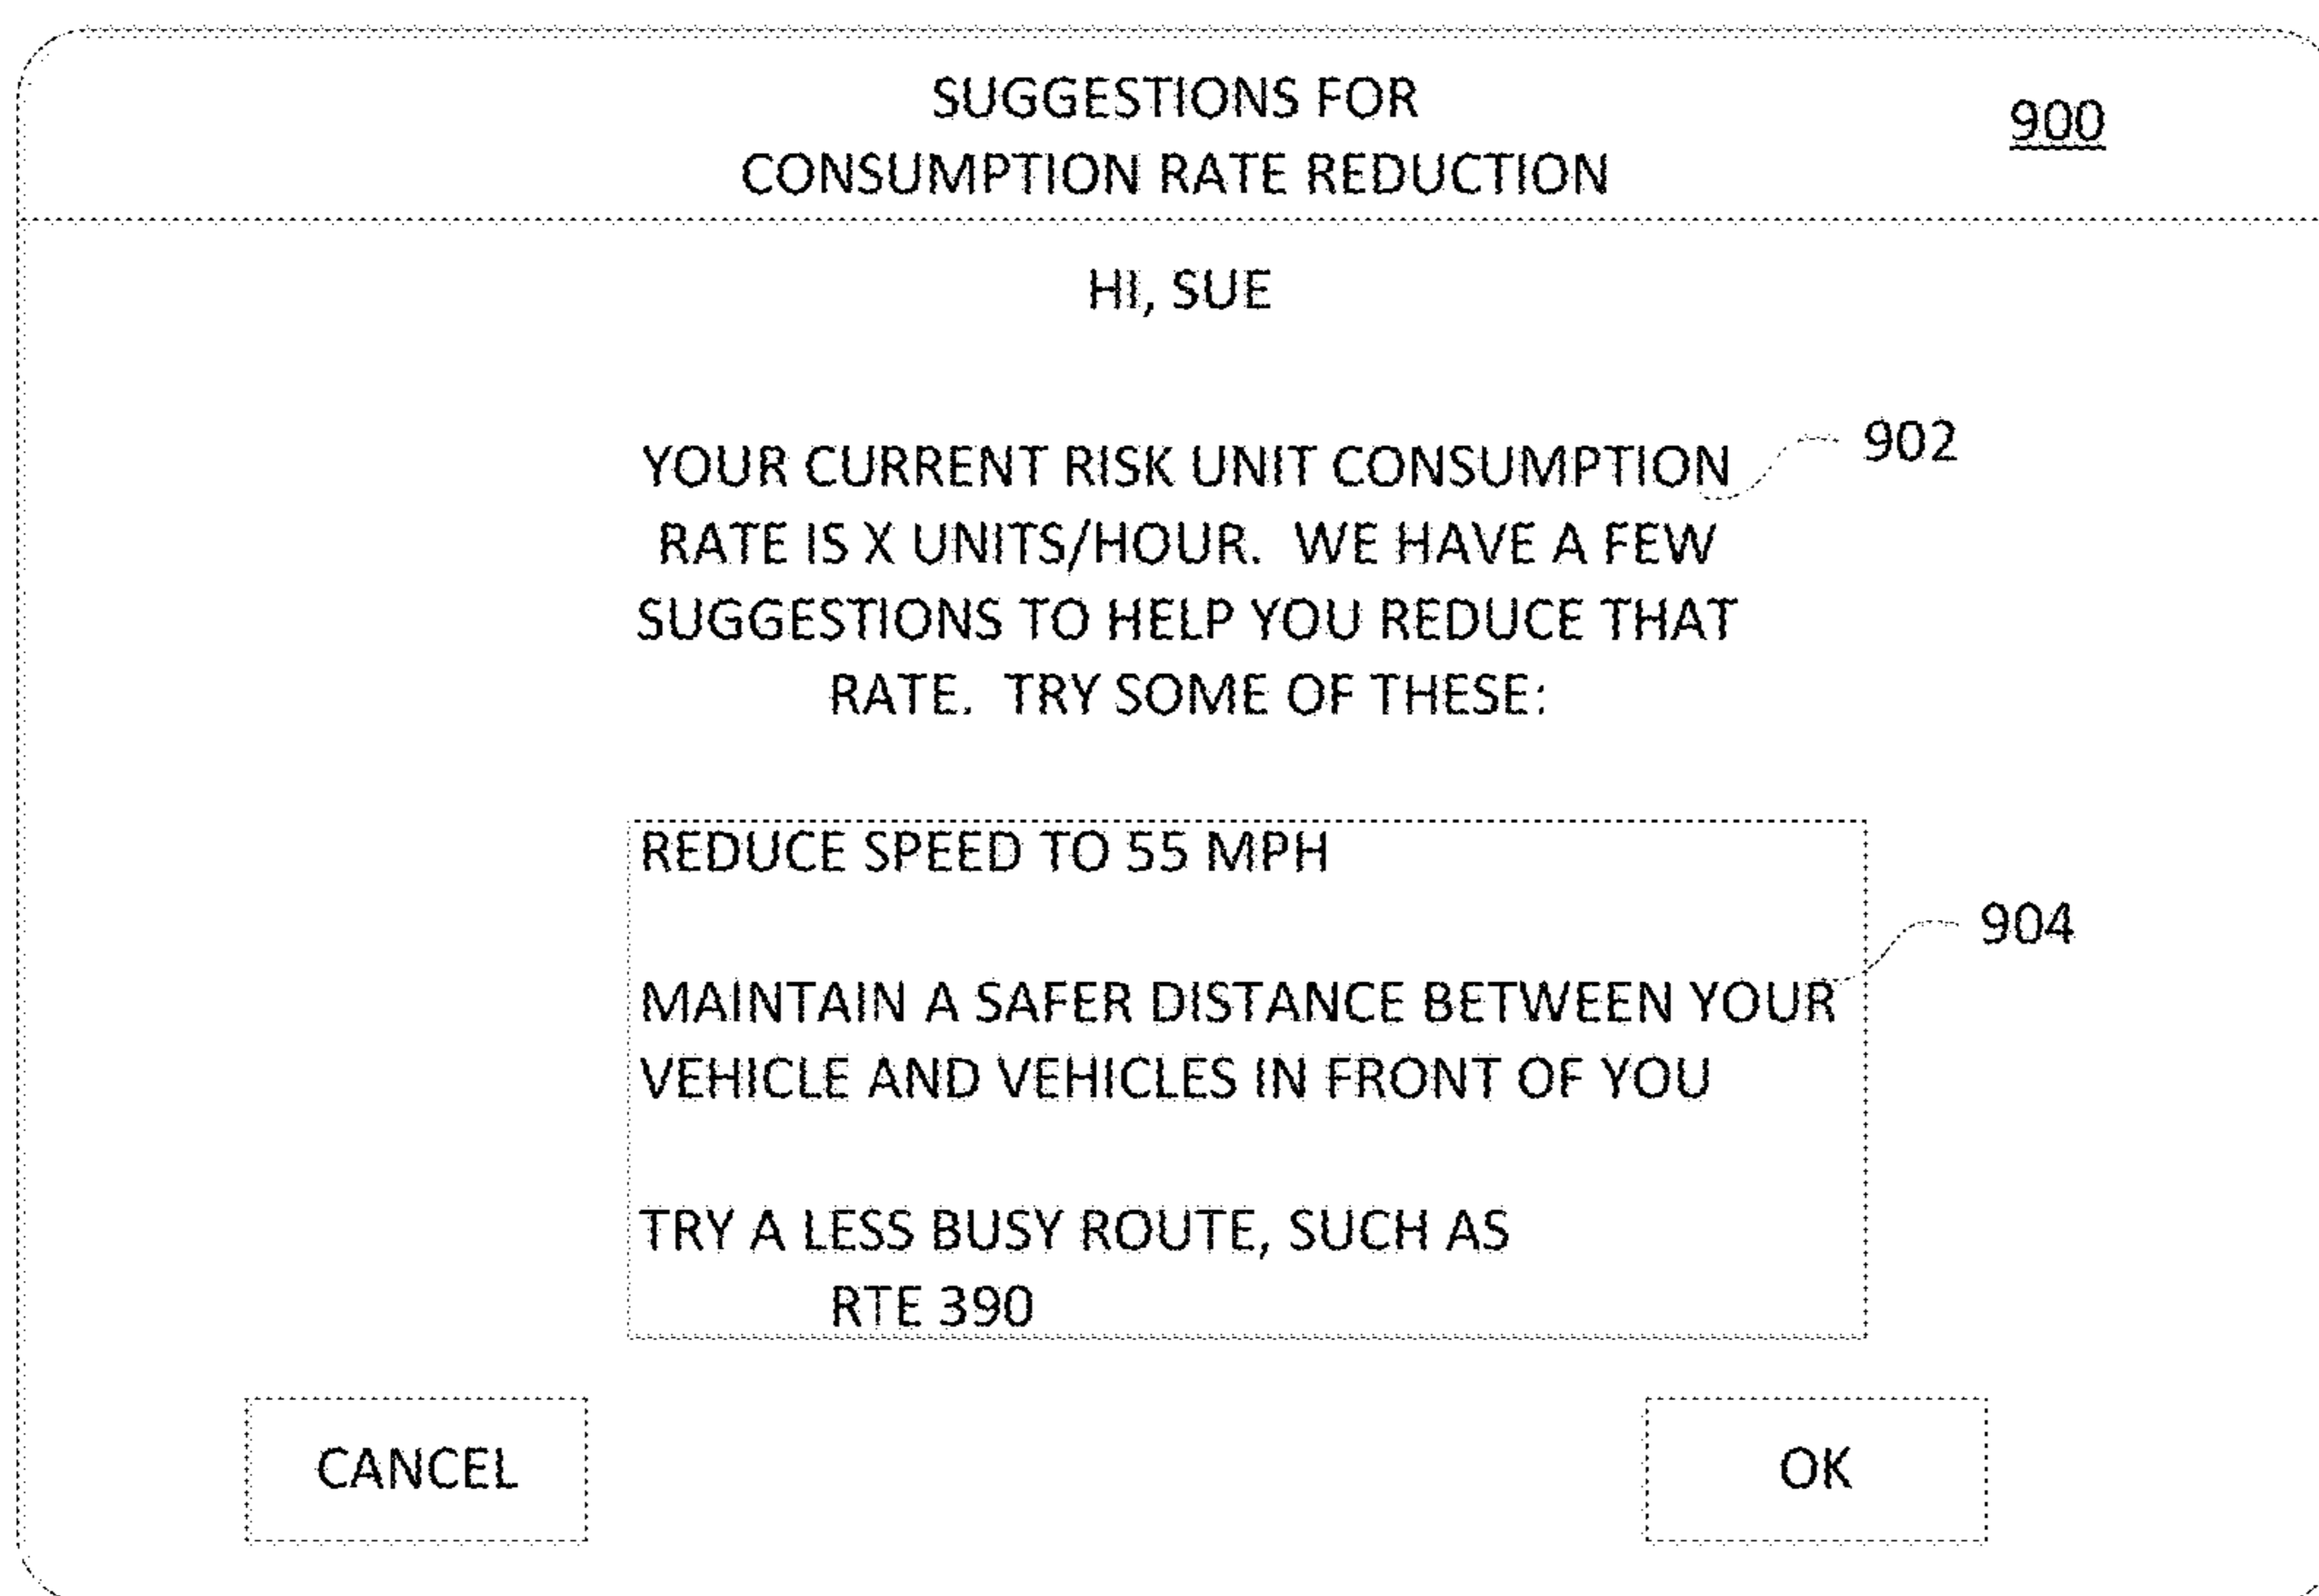 SUGGESTIONS FOR
CONSUMPTION RATE REDUCTION
900
HI, SUE
YOUR CURRENT RISK UNIT CONSUMPTION
902
RATE IS X UNITS/HOUR.  WE HAVE A FEW
SUGGESTIONS TO HELP YOU REDUCE THAT
RATE.  TRY SOME OF THESE:
REDUCE SPEED TO 55 MPH
904
MAINTAIN A SAFER DISTANCE BETWEEN YOUR
VEHICLE AND VEHICLES IN FRONT OF YOU
TRY A LESS BUSY ROUTE, SUCH AS
RTE 390
CANCEL
OK